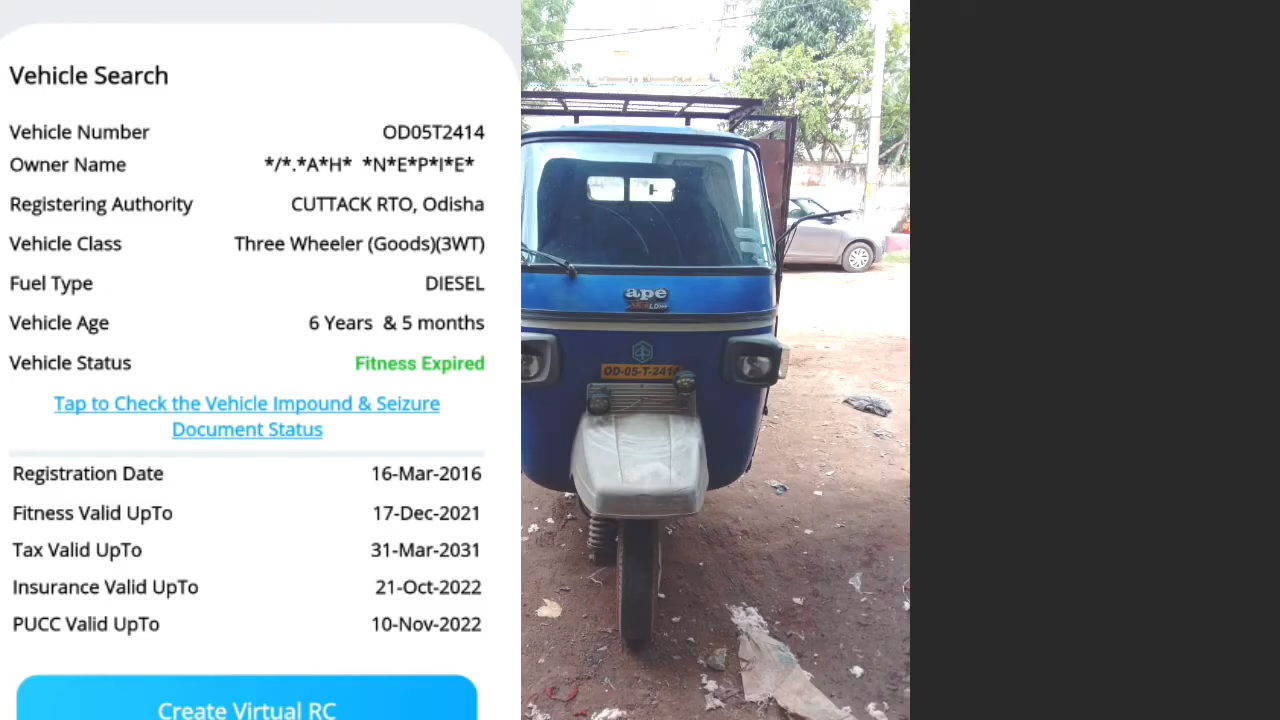 Vehicle Search
Vehicle Number OD05T2414
Owner Name */*.*A*H* *N*E*P*I*E*
Registering Authority CUTTACK RTO, Odisha
Vehicle Class Three Wheeler (Goods)(3WT)
Fuel Type DIESEL
Vehicle Age 6 Years & 5 months
Vehicle Status Fitness Expired
Tap to Check the Vehicle Impound & Seizure
Document Status
Registration Date 16-Mar-2016
Fitness Valid UpTo 17-Dec-2021
Tax Valid UpTo 31-Mar-2031
Insurance Valid UpTo 21-Oct-2022
PUCC Valid UpTo 10-Nov-2022
Create Virtual RC
ape
OD-05-T-2414